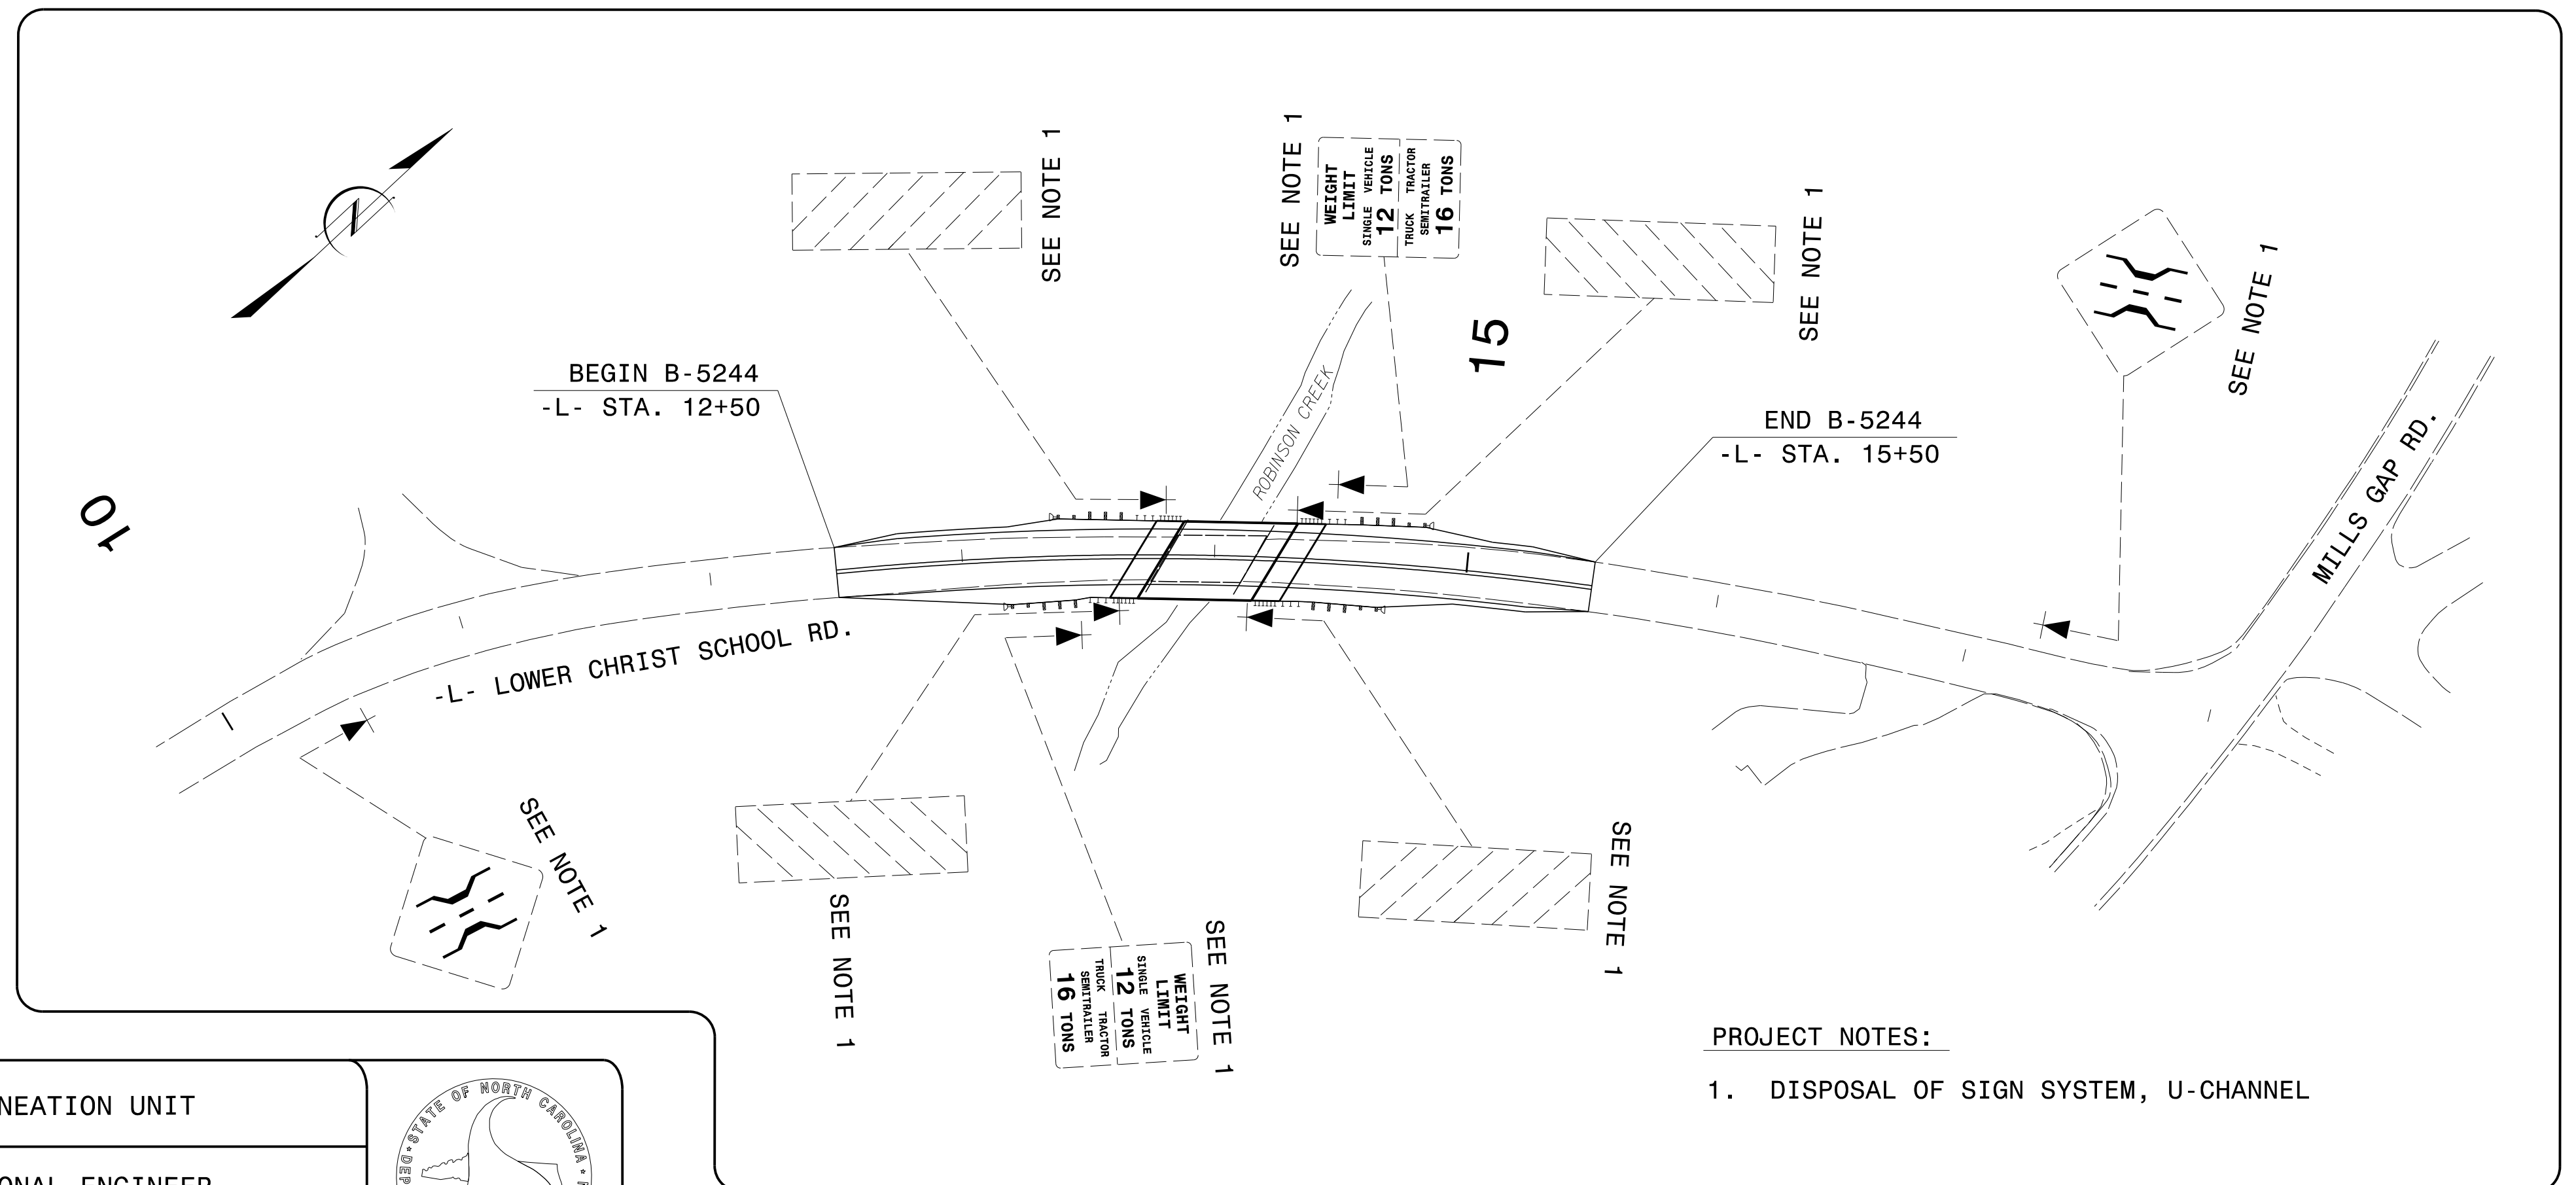 SEE NOTE 1
SEE NOTE 1
WEIGHT
LIMIT
SINGLE VEHICLE
12 TONS
TRUCK TRACTOR
SEMITRAILER
16 TONS
SEE NOTE 1
SEE NOTE 1
15
ROBINSON CREEK
BEGIN B-5244
-L- STA. 12+50
END B-5244
-L- STA. 15+50
MILLS GAP RD.
10
-L- LOWER CHRIST SCHOOL RD.
SEE NOTE 1
SEE NOTE 1
WEIGHT
LIMIT
SINGLE VEHICLE
12 TONS
TRUCK TRACTOR
SEMITRAILER
16 TONS
SEE NOTE 1
SEE NOTE 1
PROJECT NOTES:
1. DISPOSAL OF SIGN SYSTEM, U-CHANNEL
NEATION UNIT
ONAL ENGINEER
STATE OF NORTH CAROLINA
DEP
N